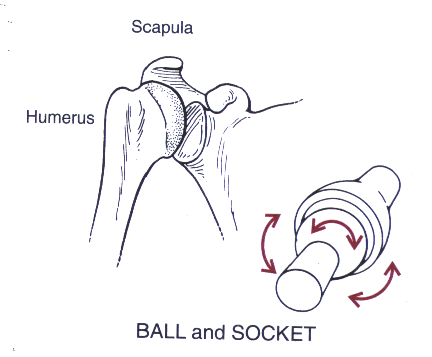 Scapula
Humerus
BALL and SOCKET